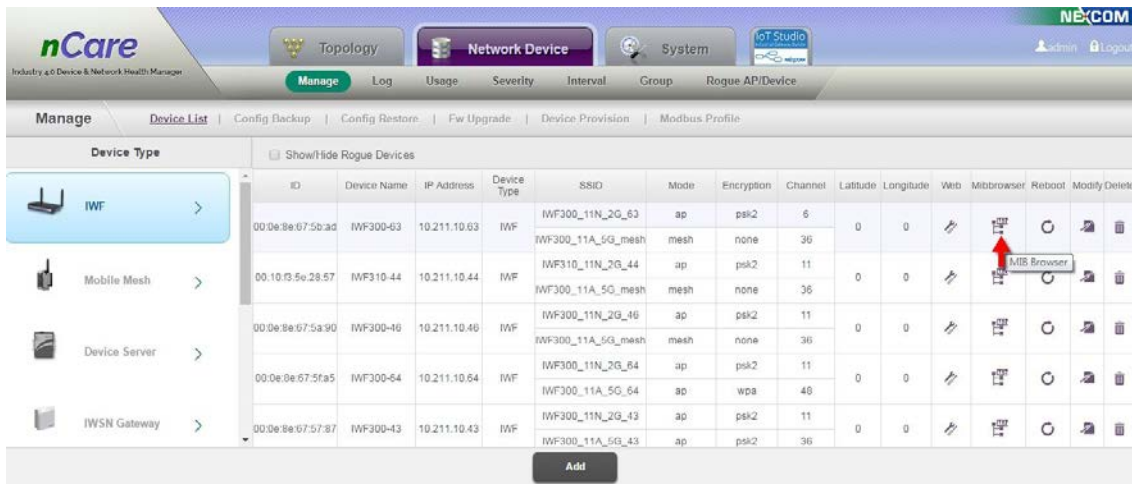 NEXCOM
nCare
Industry 4.0 Device & Network Health Manager
Topology
Network Device
System
IoT Studio
admin Logout
Manage Log Usage Severity Interval Group Rogue AP/Device
Manage Device List | Config Backup | Config Restore | Fw Upgrade | Device Provision | Modbus Profile
Device Type
Show/Hide Rogue Devices
IWF
Mobile Mesh
Device Server
IWSN Gateway
ID Device Name IP Address Device Type SSID Mode Encryption Channel Latitude Longitude Web Mibbrowser Reboot Modify Delete
00:0e:8e:67:5b:ad IWF300-63 10.211.10.63 IWF IWF300_11N_2G_63 ap psk2 6 0 0
IWF300_11A_5G_mesh mesh none 36
MIB Browser
00:10:f3:5e:28:57 IWF310-44 10.211.10.44 IWF IWF310_11N_2G_44 ap psk2 11 0 0
IWF300_11A_5G_mesh mesh none 36
00:0e:8e:67:5a:90 IWF300-46 10.211.10.46 IWF IWF300_11N_2G_46 ap psk2 11 0 0
IWF300_11A_5G_mesh mesh none 36
00:0e:8e:67:5f:a5 IWF300-64 10.211.10.64 IWF IWF300_11N_2G_64 ap psk2 11 0 0
IWF300_11A_5G_64 ap wpa 48
00:0e:8e:67:57:87 IWF300-43 10.211.10.43 IWF IWF300_11N_2G_43 ap psk2 11 0 0
IWF300_11A_5G_43 ap psk2 36
Add